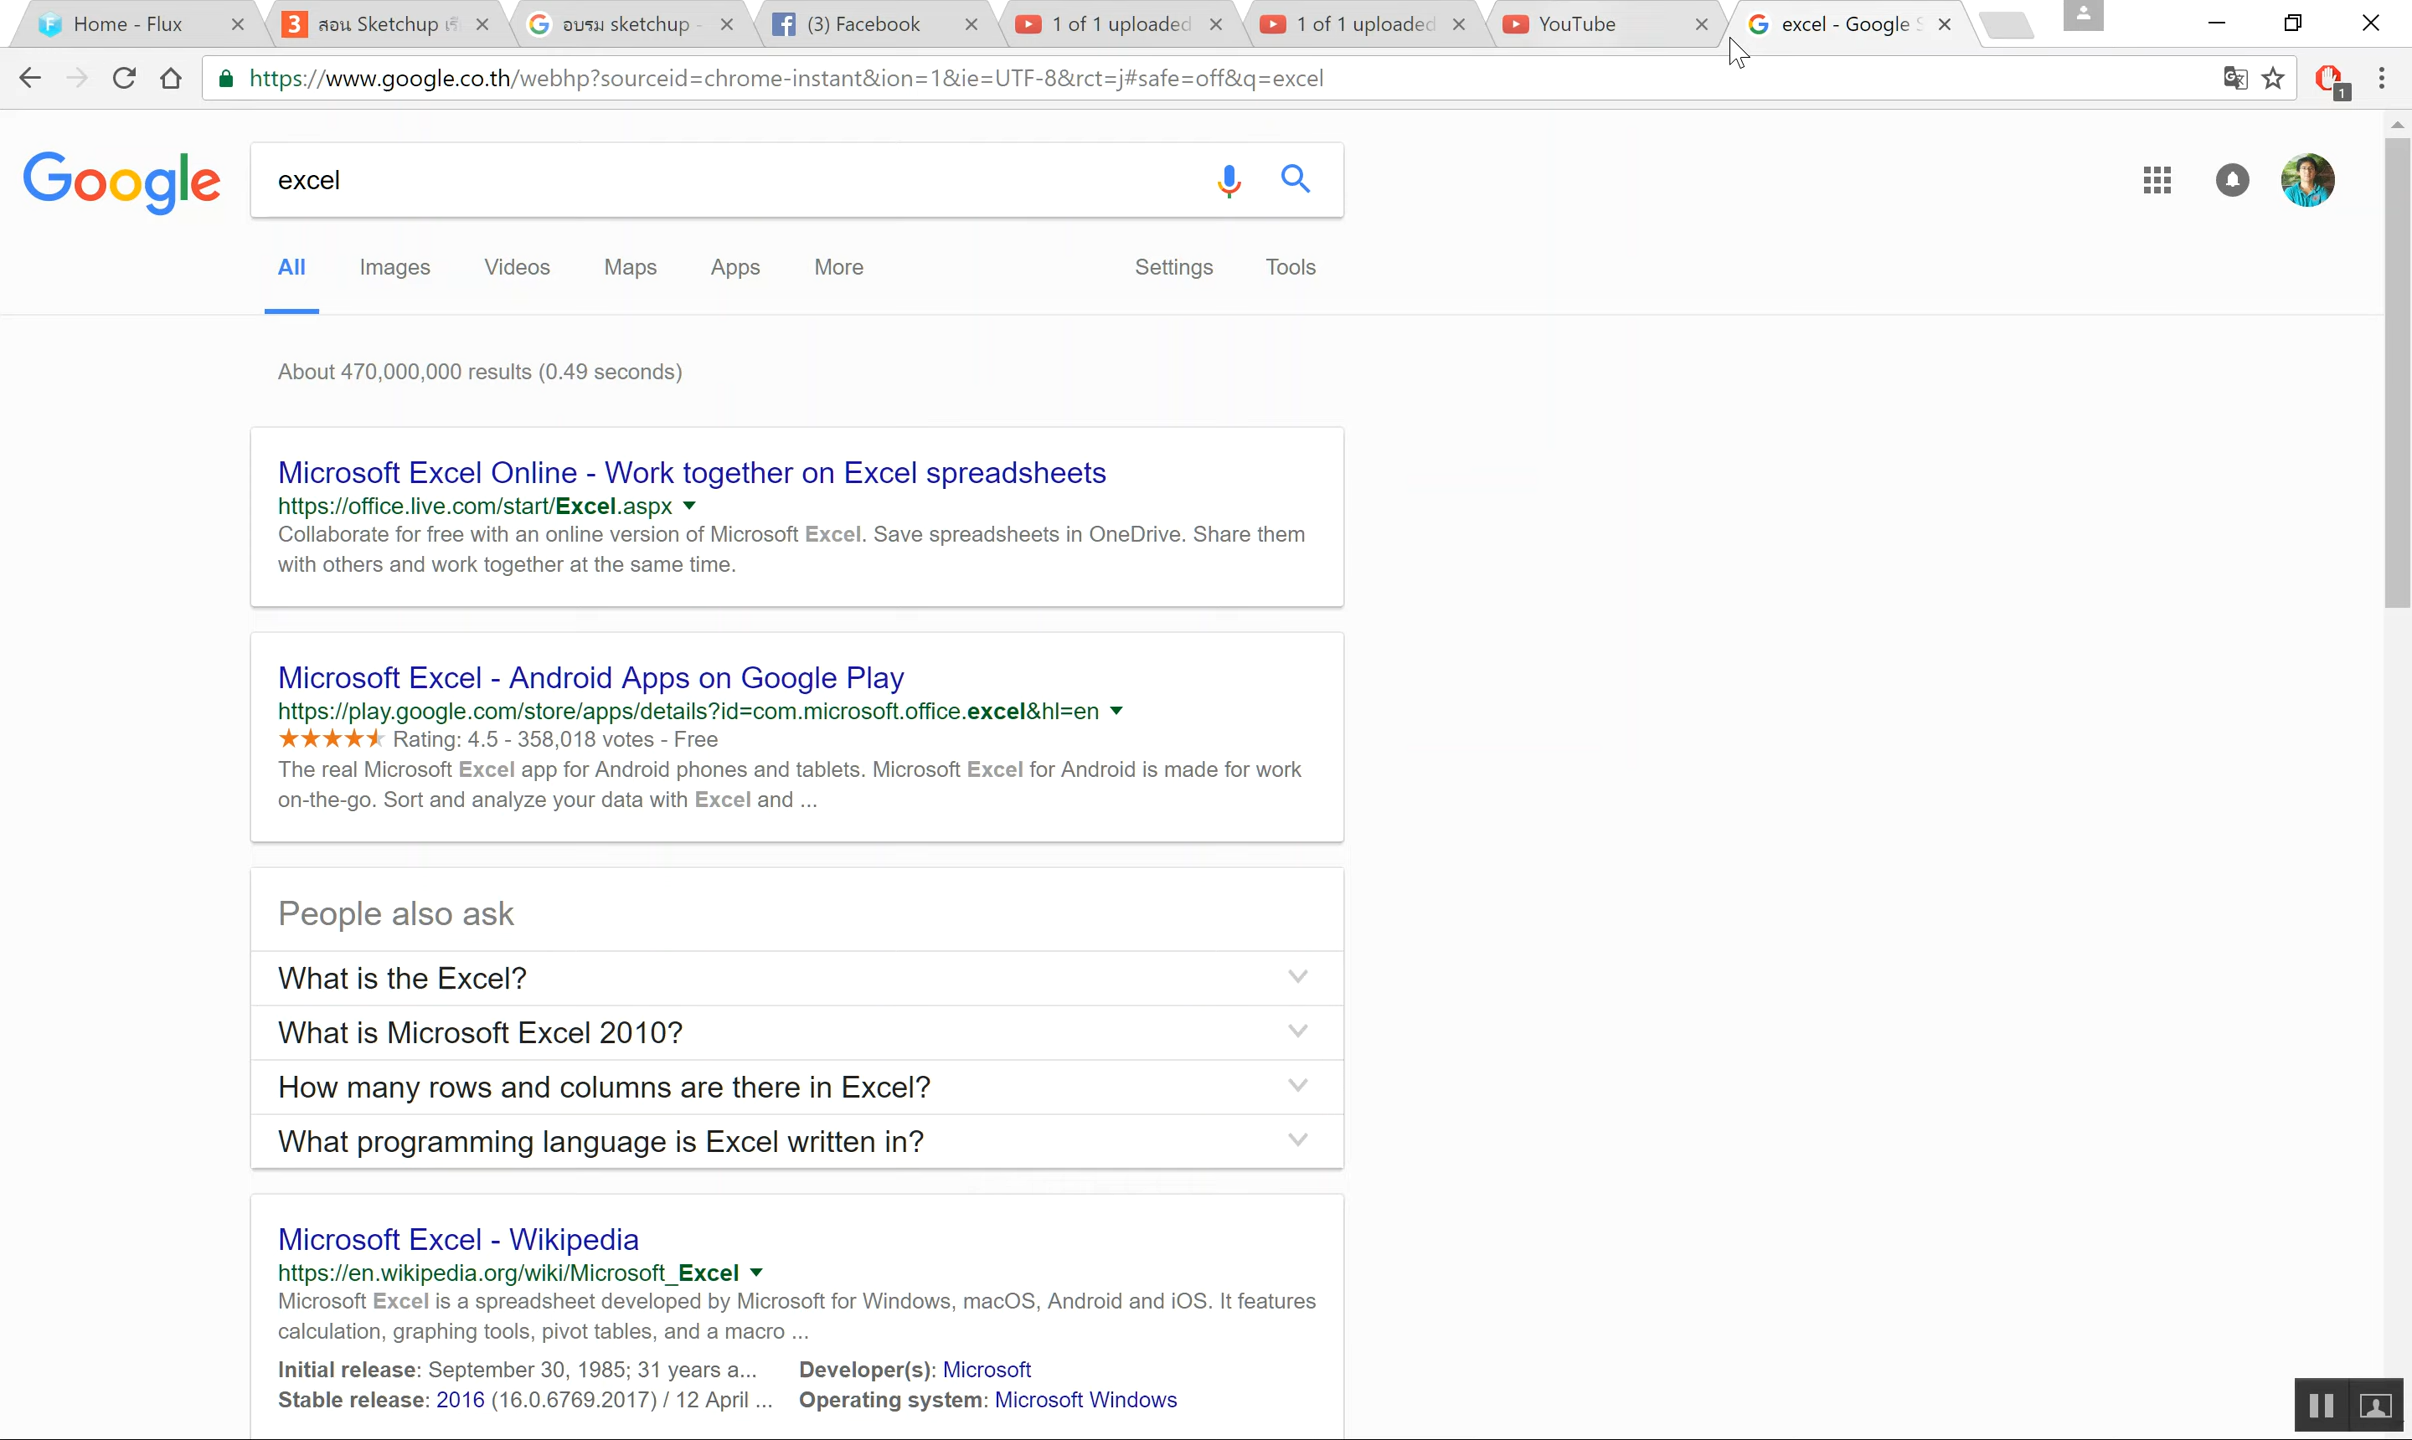 Home - Flux
3 สอน Sketchup
อบรม sketchup -
(3) Facebook
1 of 1 uploaded
1 of 1 uploaded
YouTube
excel - Google S
https://www.google.co.th/webhp?sourceid=chrome-instant&ion=1&ie=UTF-8&rct=j#safe=off&q=excel
1
Google
excel
All Images Videos Maps Apps More Settings Tools
About 470,000,000 results (0.49 seconds)
Microsoft Excel Online - Work together on Excel spreadsheets
https://office.live.com/start/Excel.aspx
Collaborate for free with an online version of Microsoft Excel. Save spreadsheets in OneDrive. Share them
with others and work together at the same time.
Microsoft Excel - Android Apps on Google Play
https://play.google.com/store/apps/details?id=com.microsoft.office.excel&hl=en
Rating: 4.5 - 358,018 votes - Free
The real Microsoft Excel app for Android phones and tablets. Microsoft Excel for Android is made for work
on-the-go. Sort and analyze your data with Excel and ...
People also ask
What is the Excel?
What is Microsoft Excel 2010?
How many rows and columns are there in Excel?
What programming language is Excel written in?
Microsoft Excel - Wikipedia
https://en.wikipedia.org/wiki/Microsoft_Excel
Microsoft Excel is a spreadsheet developed by Microsoft for Windows, macOS, Android and iOS. It features
calculation, graphing tools, pivot tables, and a macro ...
Initial release: September 30, 1985; 31 years a... Developer(s): Microsoft
Stable release: 2016 (16.0.6769.2017) / 12 April ... Operating system: Microsoft Windows